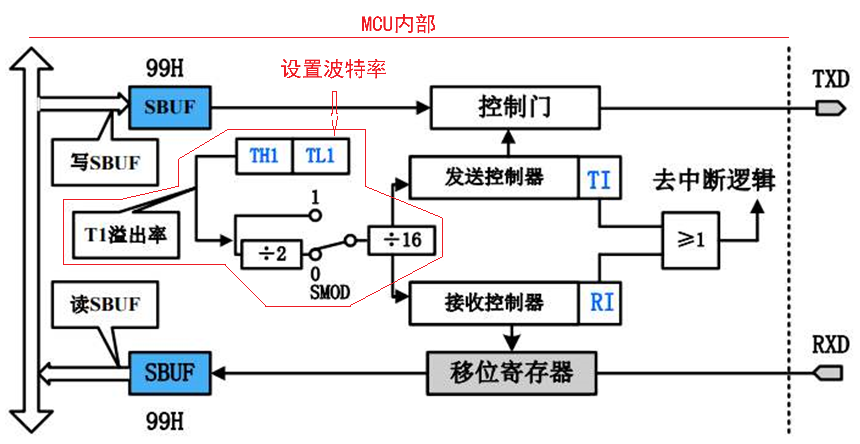 MCU内部
99H
设置波特率
TXD
SBUF
控制门
写SBUF
TH1
TL1
发送控制器
TI
去中断逻辑
1
T1溢出率
÷2
÷16
≥1
0
SMOD
读SBUF
接收控制器
RI
RXD
SBUF
移位寄存器
99H